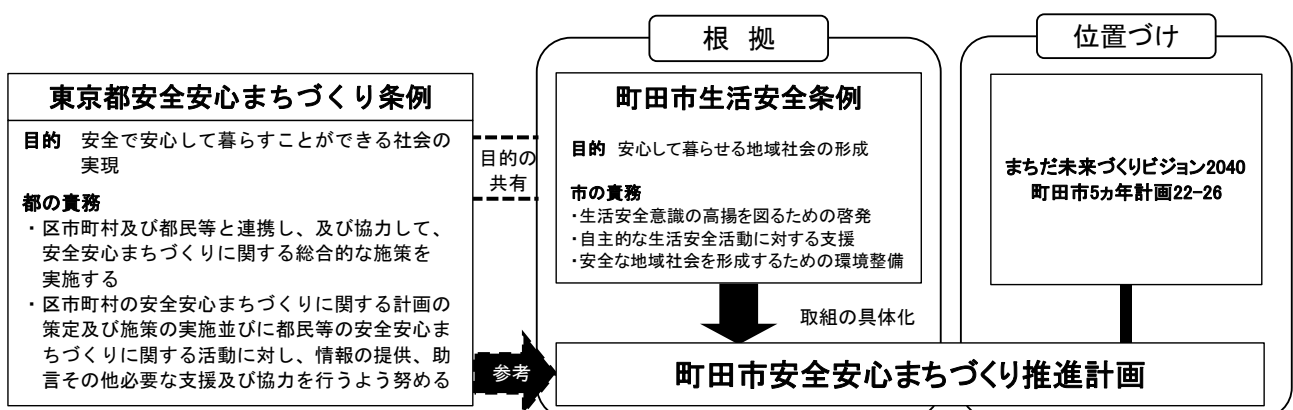 東京都安全安心まちづくり条例
目的 安全で安心して暮らすことができる社会の
実現
都の責務
・区市町村及び都民等と連携し、及び協力して、
安全安心まちづくりに関する総合的な施策を
実施する
・区市町村の安全安心まちづくりに関する計画の
策定及び施策の実施並びに都民等の安全安心ま
ちづくりに関する活動に対し、情報の提供、助
言その他必要な支援及び協力を行うよう努める
目的の
共有
参考
根 拠
町田市生活安全条例
目的 安心して暮らせる地域社会の形成
市の責務
・生活安全意識の高揚を図るための啓発
・自主的な生活安全活動に対する支援
・安全な地域社会を形成するための環境整備
取組の具体化
位置づけ
まちだ未来づくりビジョン2040
町田市5ヵ年計画22-26
町田市安全安心まちづくり推進計画